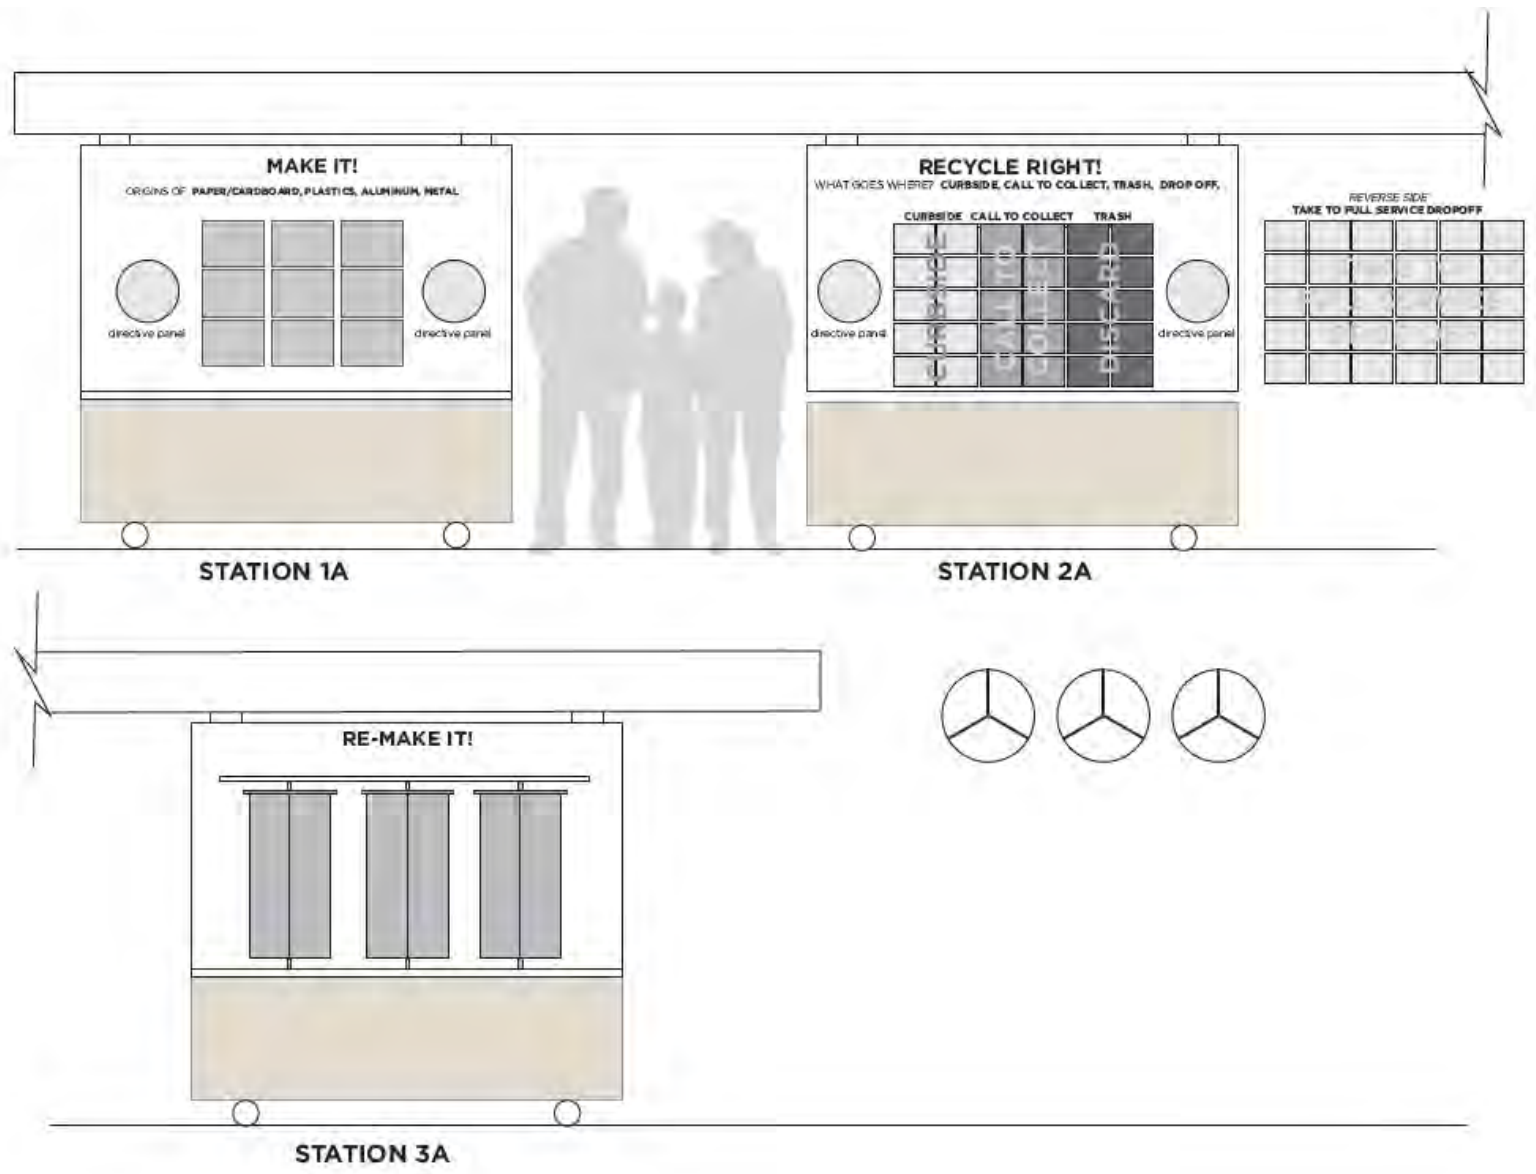 MAKE IT!
ORIGINS OF PAPER/CARDBOARD, PLASTICS, ALUMINUM, METAL
directive panel
directive panel
RECYCLE RIGHT!
WHAT GOES WHERE? CURBSIDE, CALL TO COLLECT, TRASH, DROP OFF,
CURBSIDE CALL TO COLLECT TRASH
CURBSIDE
CALL TO
COLLECT
DISCARD
directive panel
directive panel
REVERSE SIDE
TAKE TO FULL SERVICE DROPOFF
STATION 1A
STATION 2A
RE-MAKE IT!
STATION 3A